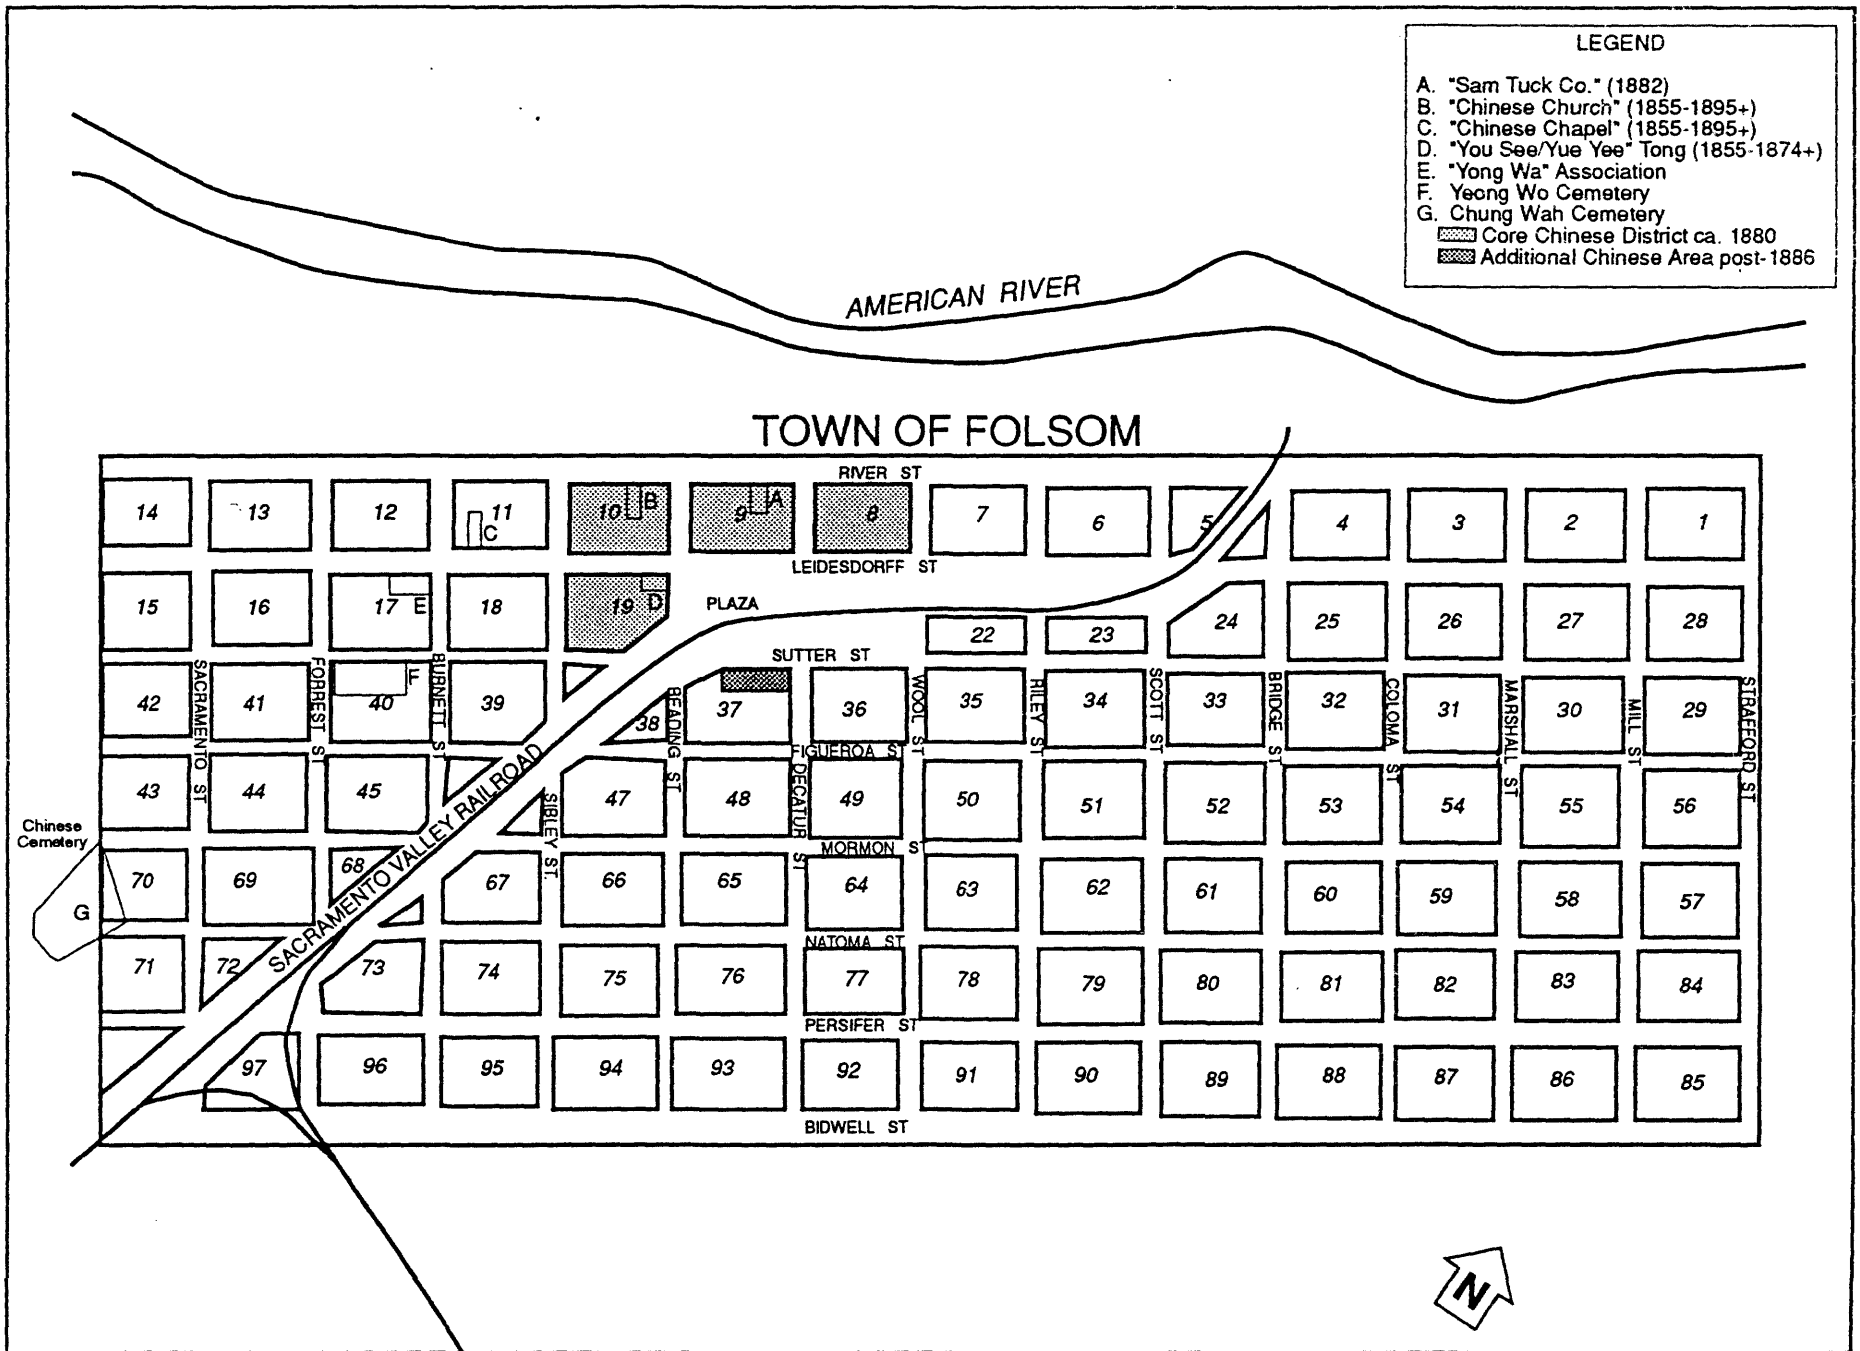 LEGEND
A. "Sam Tuck Co." (1882)
B. "Chinese Church" (1855-1895+)
C. "Chinese Chapel" (1855-1895+)
D. "You See/Yue Yee" Tong (1855-1874+)
E. "Yong Wa" Association
F. Yeong Wo Cemetery
G. Chung Wah Cemetery
Core Chinese District ca. 1880
Additional Chinese Area post-1886
AMERICAN RIVER
TOWN OF FOLSOM
RIVER ST
14 13 12 11 C 10 B 9 A 8 7 6 5 4 3 2 1
LEIDESDORFF ST
15 16 17 E 18 19 D PLAZA 22 23 24 25 26 27 28
SUTTER ST
42 SACRAMENTO ST 41 FORREST ST 40 F BURNETT ST 39 38 READING ST 37 36 WOOL ST 35 RILEY ST 34 SCOTT ST 33 BRIDGE ST 32 COLOMA ST 31 MARSHALL ST 30 MILL ST 29 STRAFFORD ST
FIGUEROA ST
SACRAMENTO VALLEY RAILROAD
43 44 45 SIBLEY ST. 47 48 DECATUR ST 49 50 51 52 53 54 55 56
MORMON ST
Chinese
Cemetery
G 70 69 68 67 66 65 64 63 62 61 60 59 58 57
NATOMA ST
71 72 73 74 75 76 77 78 79 80 81 82 83 84
PERSIFER ST
97 96 95 94 93 92 91 90 89 88 87 86 85
BIDWELL ST
N